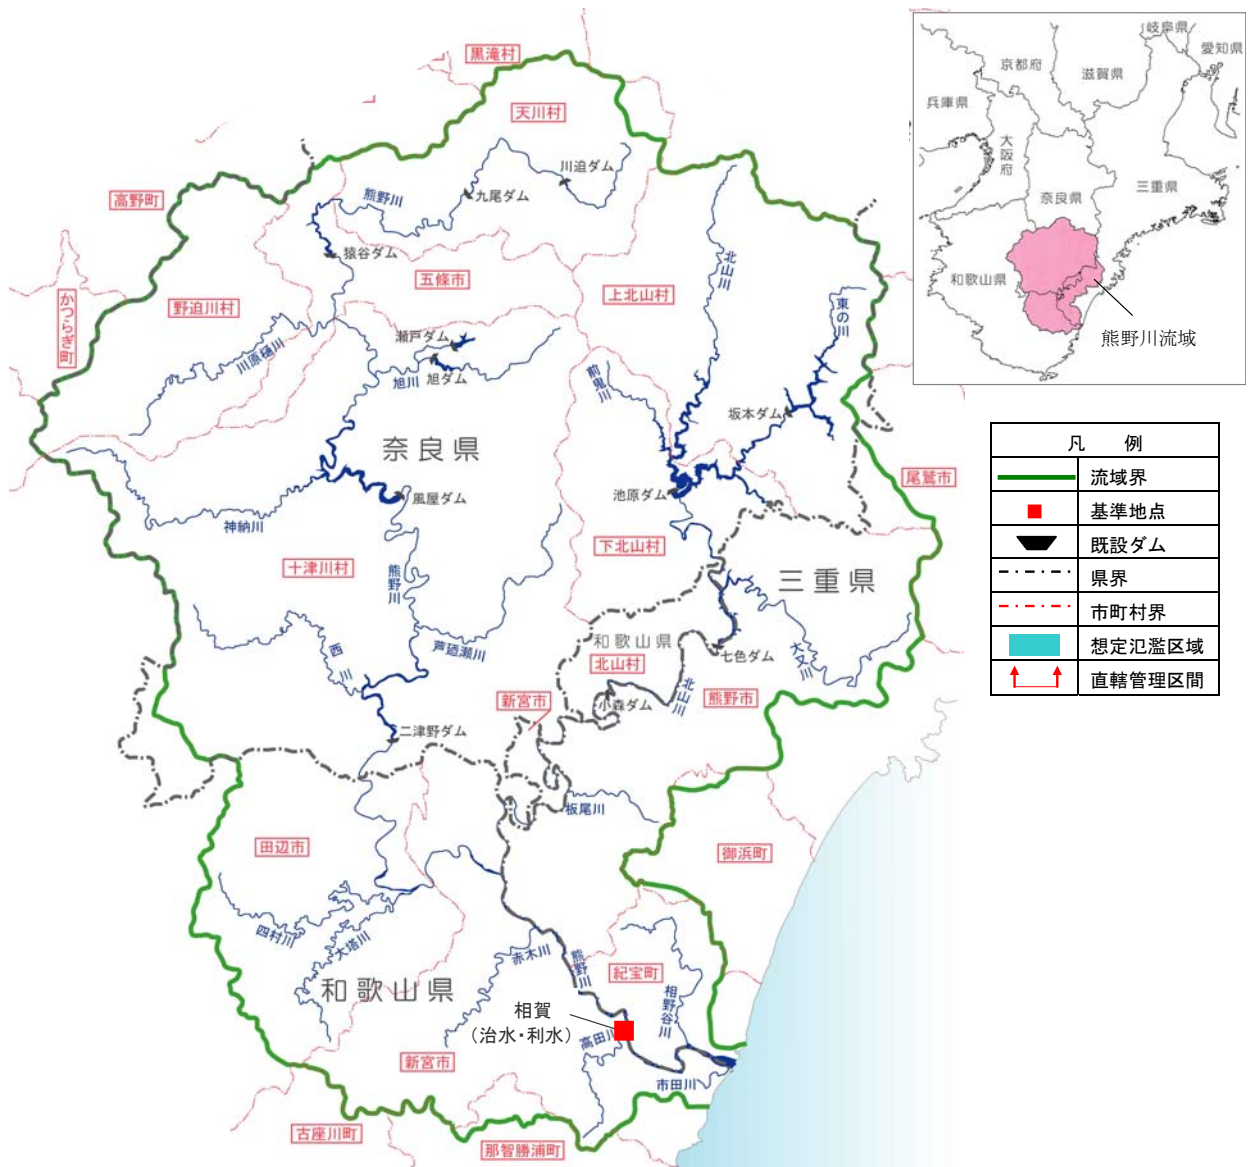 黒滝村
天川村
川迫ダム
九尾ダム
熊野川
高野町
猿谷ダム
五條市
北山川
上北山村
東の川
野迫川村
かつらぎ町
瀬戸ダム
旭ダム
川原樋川
旭川
前鬼川
坂本ダム
奈良県
尾鷲市
池原ダム
風屋ダム
神納川
下北山村
十津川村
熊野川
三重県
和歌山県
芦廼瀬川
西川
北山村
七色ダム
大又川
北山川
熊野市
新宮市
小森ダム
二津野ダム
板尾川
田辺市
御浜町
四村川
大塔川
赤木川
熊野川
紀宝町
相野谷川
和歌山県
相賀
(治水・利水)
高田川
新宮市
市田川
古座川町
那智勝浦町
岐阜県
愛知県
京都府
滋賀県
兵庫県
大阪府
奈良県
三重県
和歌山県
熊野川流域
凡 例
流域界
基準地点
既設ダム
県界
市町村界
想定氾濫区域
直轄管理区間